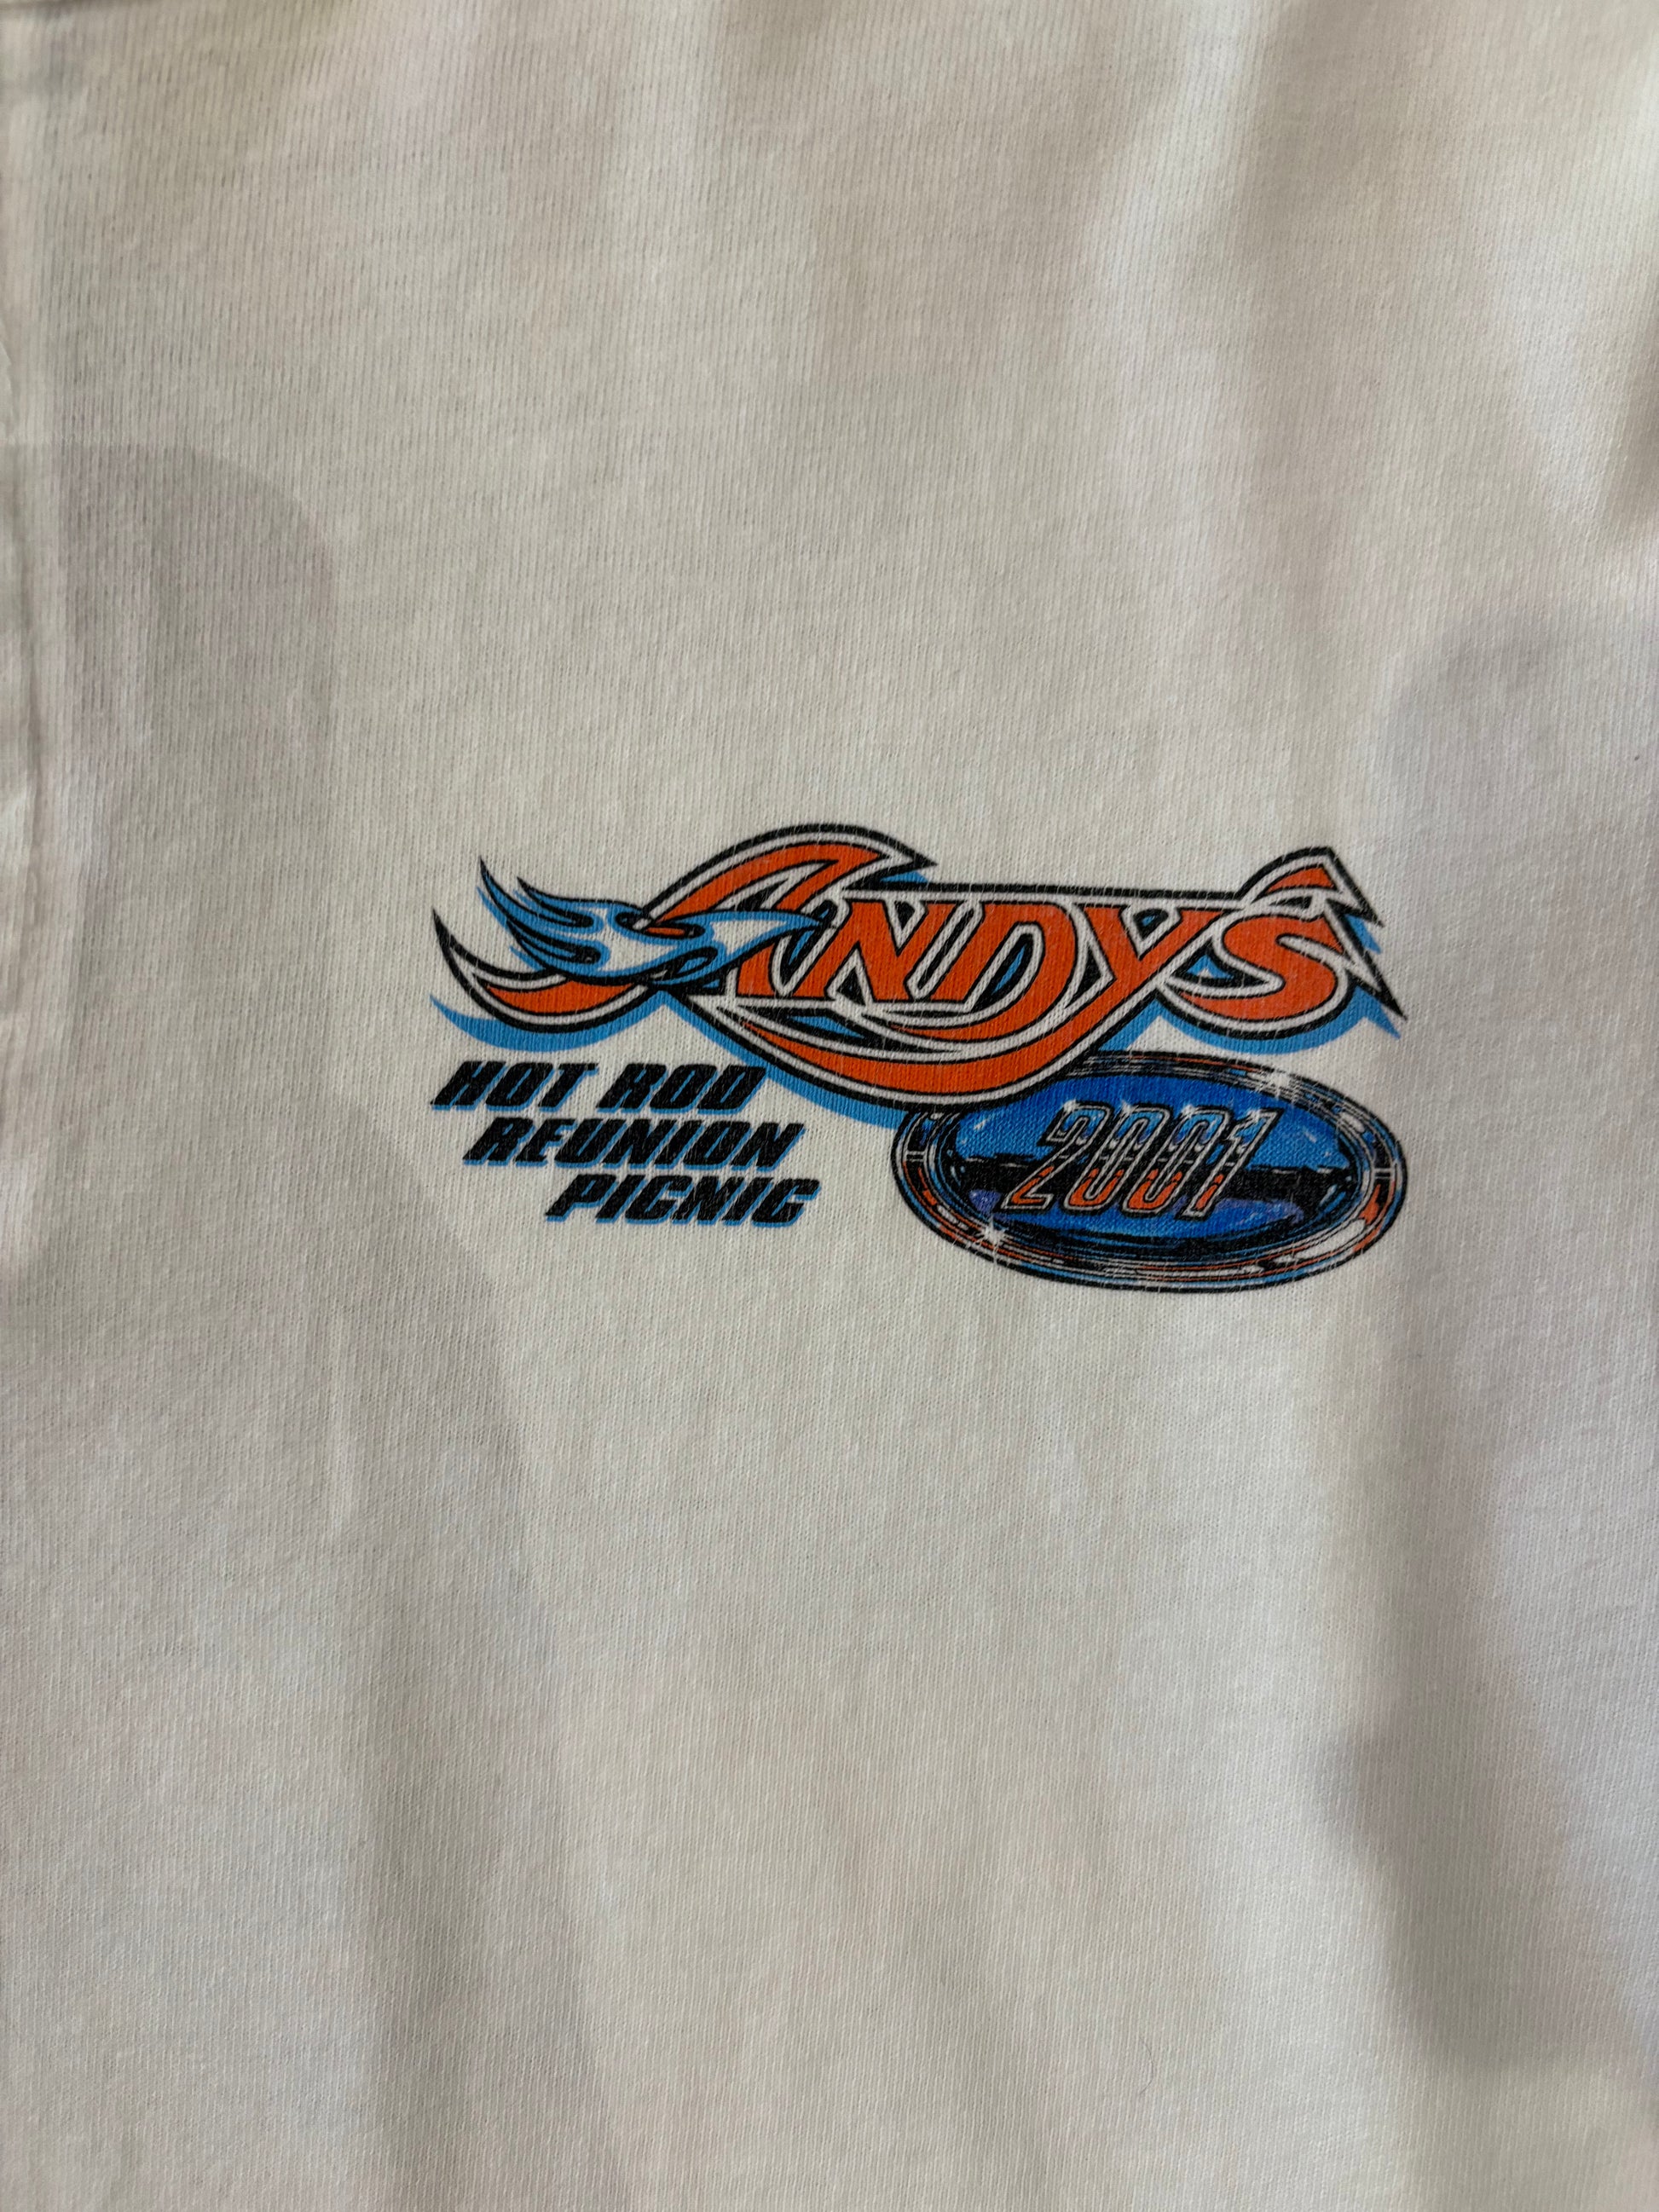 ANDY'S
HOT ROD
REUNION
PICNIC
2001